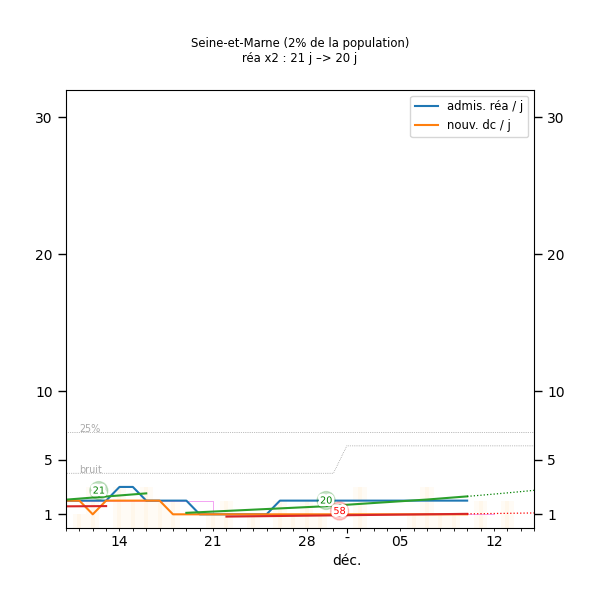 Seine-et-Marne (2% de la population)
réa x2 : 21 j –> 20 j
admis. réa / j
nouv. dc / j
30 30
20 20
10 10
25%
5 5
bruit
21
20
58
1 1
14 21 28 - 05 12
déc.